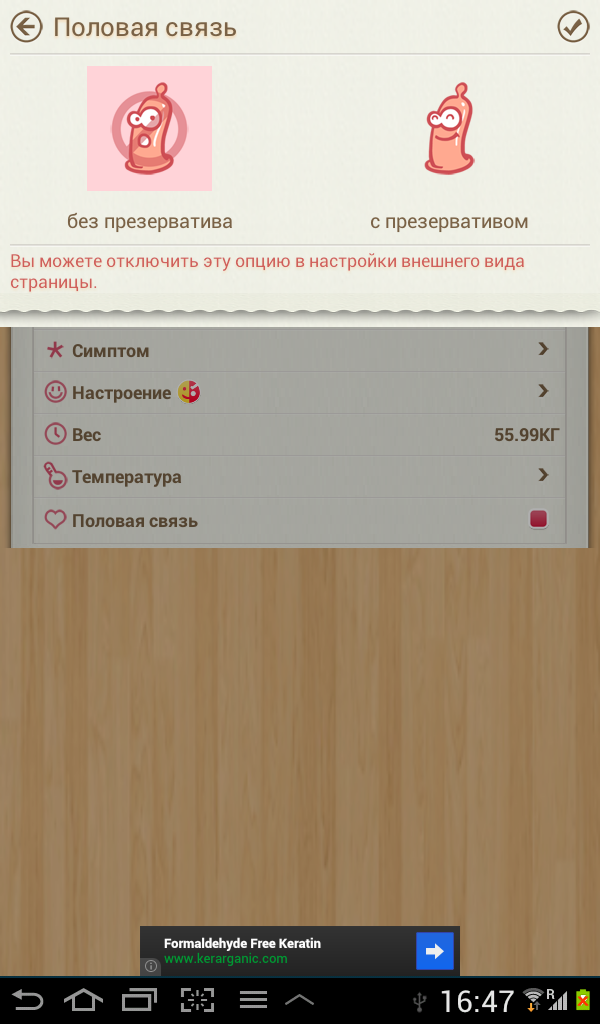 Половая связь
без презерватива
с презервативом
Вы можете отключить эту опцию в настройки внешнего вида
страницы.
Симптом
Настроение
Вес 55.99КГ
Температура
Половая связь
Formaldehyde Free Keratin
www.kerarganic.com
16:47 R